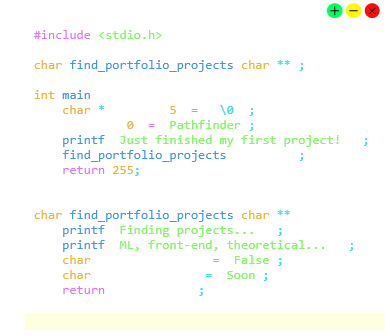 #include <stdio.h>
char find_portfolio_projects char ** ;
int main
char * 5 = \0 ;
0 = Pathfinder ;
printf Just finished my first project! ;
find_portfolio_projects ;
return 255;
char find_portfolio_projects char **
printf Finding projects... ;
printf ML, front-end, theoretical... ;
char = False ;
char = Soon ;
return ;